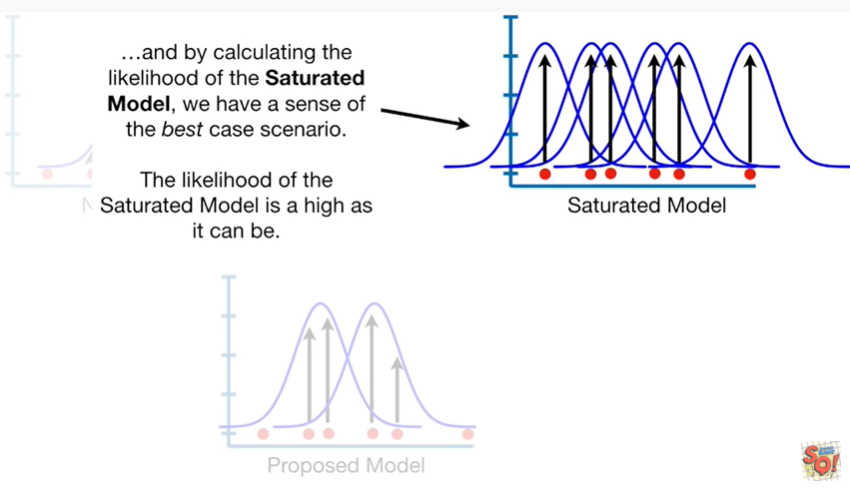 ...and by calculating the
likelihood of the Saturated
Model, we have a sense of
the best case scenario.
The likelihood of the
Saturated Model is a high as
it can be.
Saturated Model
Proposed Model
SQ!